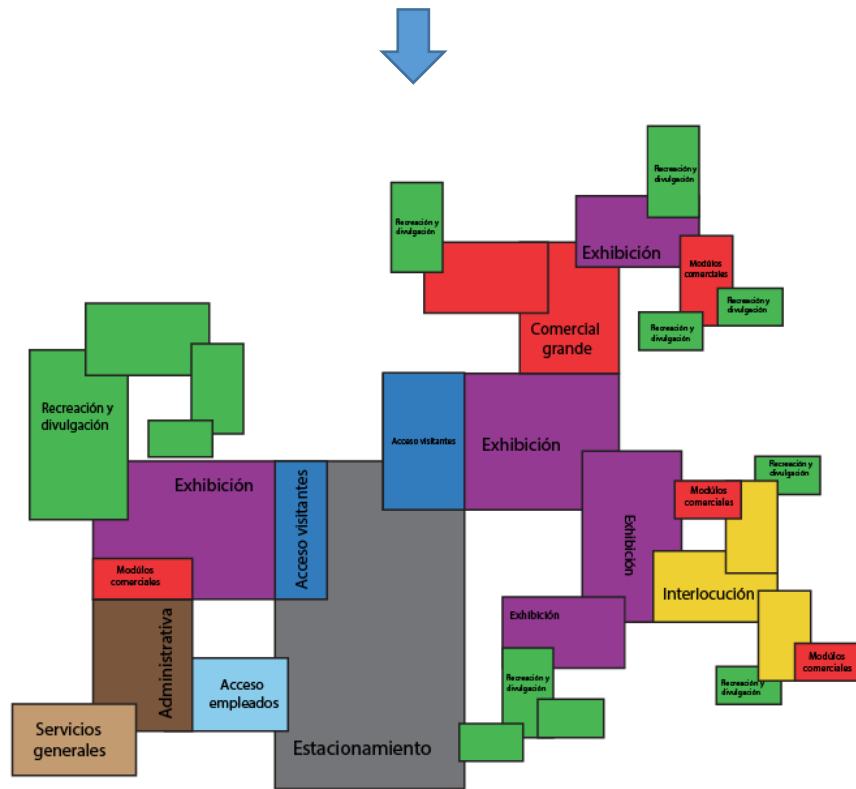 Recreación y
divulgación
Recreación y
divulgación
Exhibición
Modúlos
comerciales
Recreación y
divulgación
Recreación y
divulgación
Comercial
grande
Recreación y
divulgación
Acceso visitantes
Exhibición
Exhibición
Acceso visitantes
Modúlos
comerciales
Administrativa
Acceso
empleados
Servicios
generales
Estacionamiento
Exhibición
Modúlos
comerciales
Recreación y
divulgación
Interlocución
Exhibición
Recreación y
divulgación
Modúlos
comerciales
Recreación y
divulgación